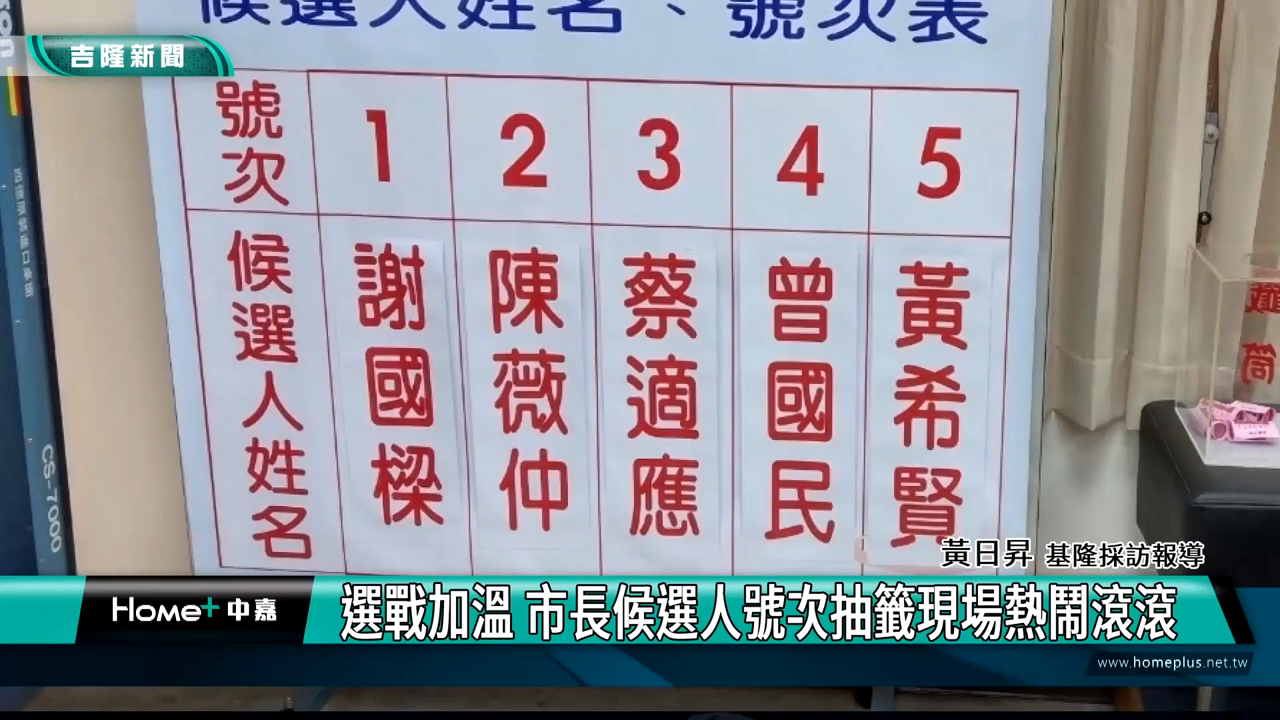 候選人姓名、號次表
吉隆新聞
號次 1 2 3 4 5
候選人姓名 謝國樑 陳薇仲 蔡適應 曾國民 黃希賢
籤筒
CS-7000
黃日昇 基隆採訪報導
Home+ 中嘉
選戰加溫 市長候選人號次抽籤現場熱鬧滾滾
www.homeplus.net.tw